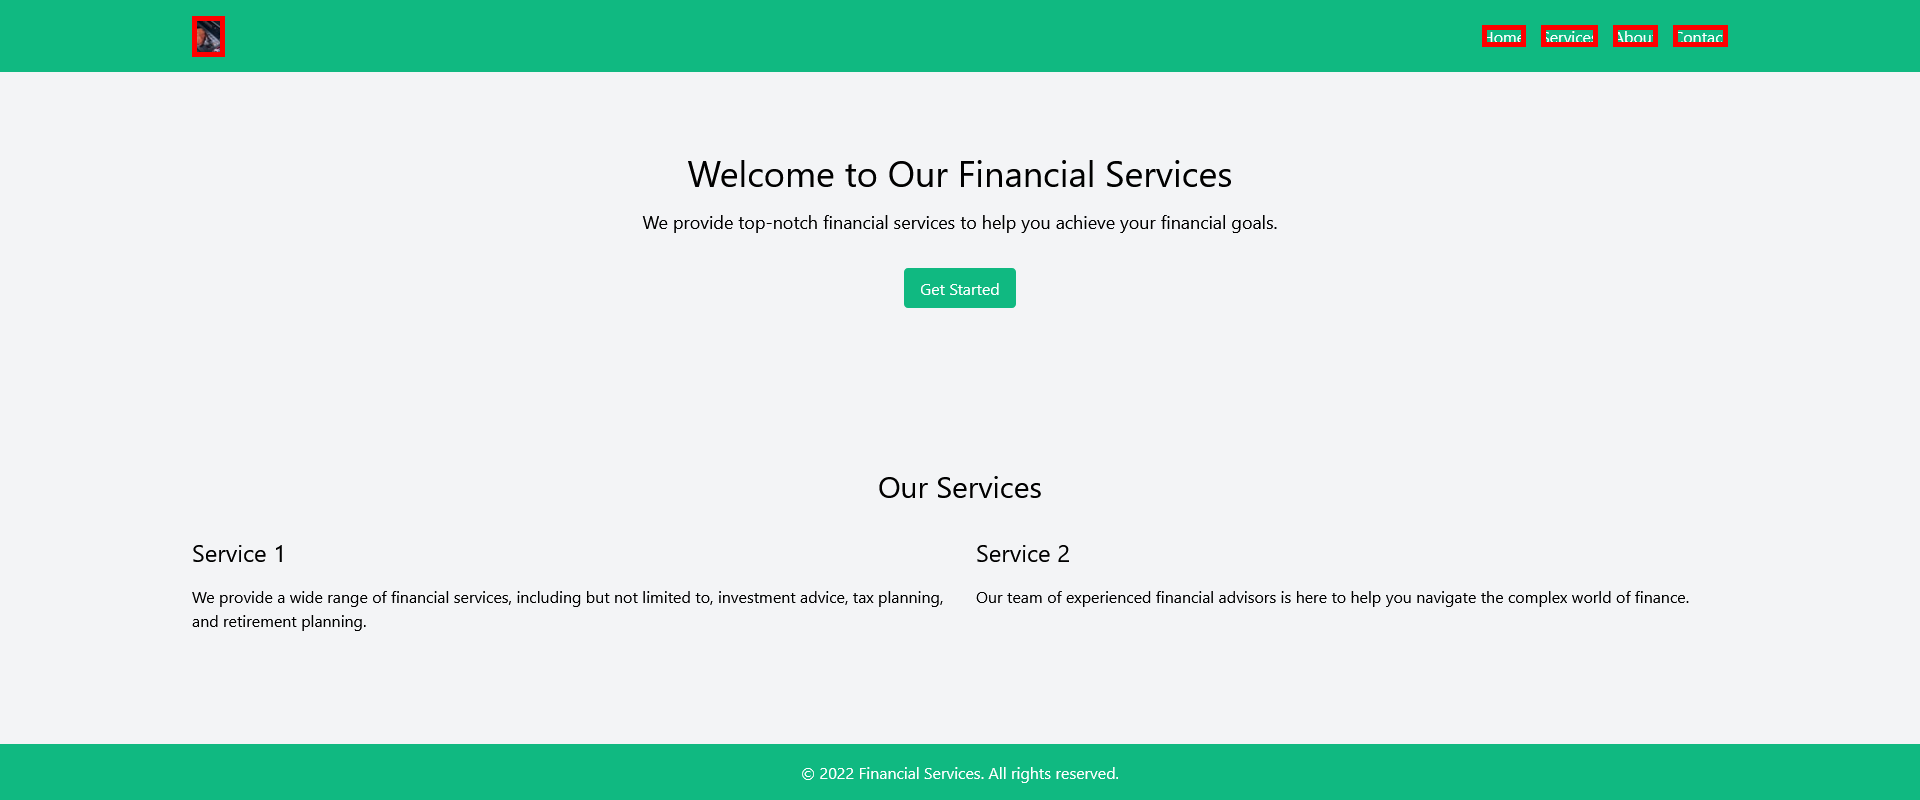 Home Services About Contact
Welcome to Our Financial Services
We provide top-notch financial services to help you achieve your financial goals.
Get Started
Our Services
Service 1
We provide a wide range of financial services, including but not limited to, investment advice, tax planning,
and retirement planning.
Service 2
Our team of experienced financial advisors is here to help you navigate the complex world of finance.
© 2022 Financial Services. All rights reserved.